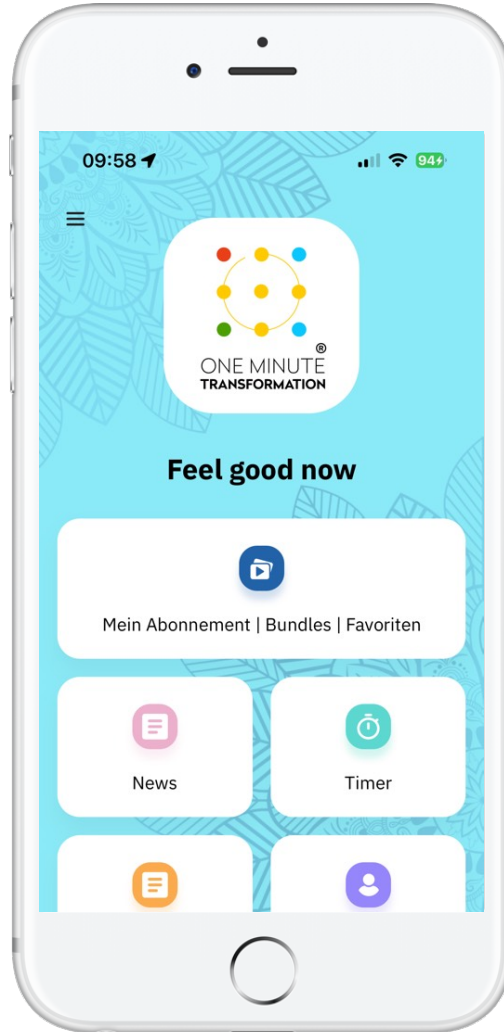 09:58
94
ONE MINUTE®
TRANSFORMATION
Feel good now
Mein Abonnement | Bundles | Favoriten
News
Timer